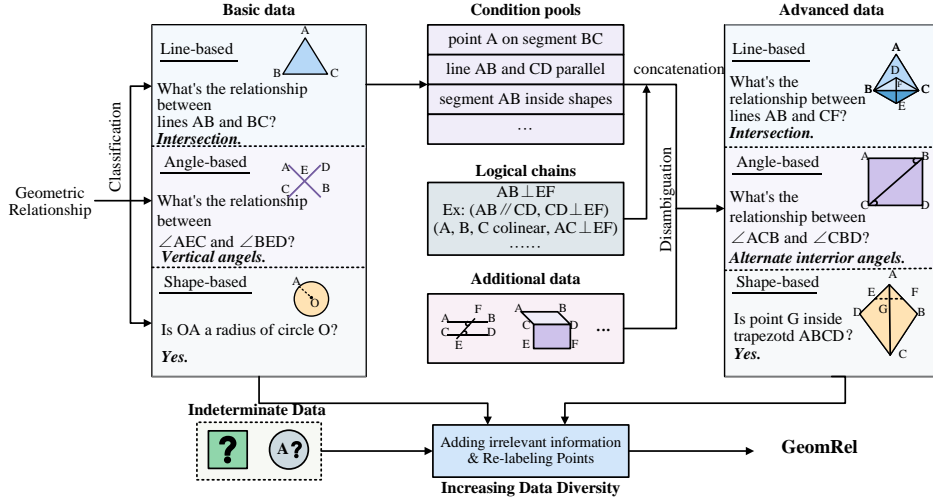 Basic data
Condition pools
Advanced data
Line-based
A
B
C
What's the relationship
between
lines AB and BC?
Intersection.
Angle-based
A
E
D
C
B
What's the relationship
between
∠AEC and ∠BED?
Vertical angels.
Shape-based
A
O
Is OA a radius of circle O?
Yes.
Geometric
Relationship
Classification
point A on segment BC
line AB and CD parallel
segment AB inside shapes
...
concatenation
Logical chains
AB⊥EF
Ex: (AB//CD, CD⊥EF)
(A, B, C colinear, AC⊥EF)
......
Disambiguation
Additional data
F
A
B
C
D
E
A
B
C
D
E
F
...
Line-based
A
D
F
B
C
E
What's the
relationship between
lines AB and CF?
Intersection.
Angle-based
A
B
C
D
What's the
relationship between
∠ACB and ∠CBD?
Alternate interrior angels.
Shape-based
A
E
F
G
D
B
C
Is point G inside
trapezotd ABCD?
Yes.
Indeterminate Data
?
A?
Adding irrelevant information
& Re-labeling Points
Increasing Data Diversity
GeomRel